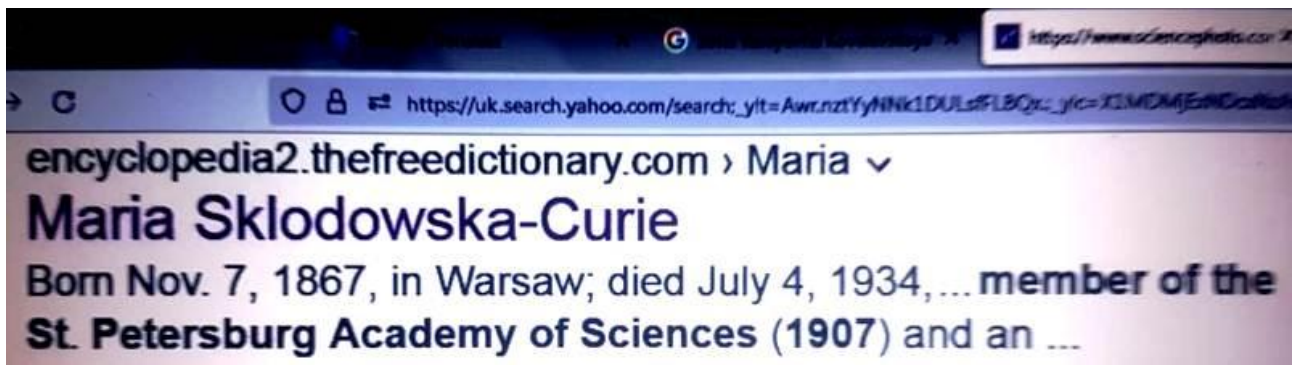 https://uk.search.yahoo.com/search;_ylt=
encyclopedia2.thefreedictionary.com › Maria
Maria Sklodowska-Curie
Born Nov. 7, 1867, in Warsaw; died July 4, 1934,... member of the
St. Petersburg Academy of Sciences (1907) and an ...